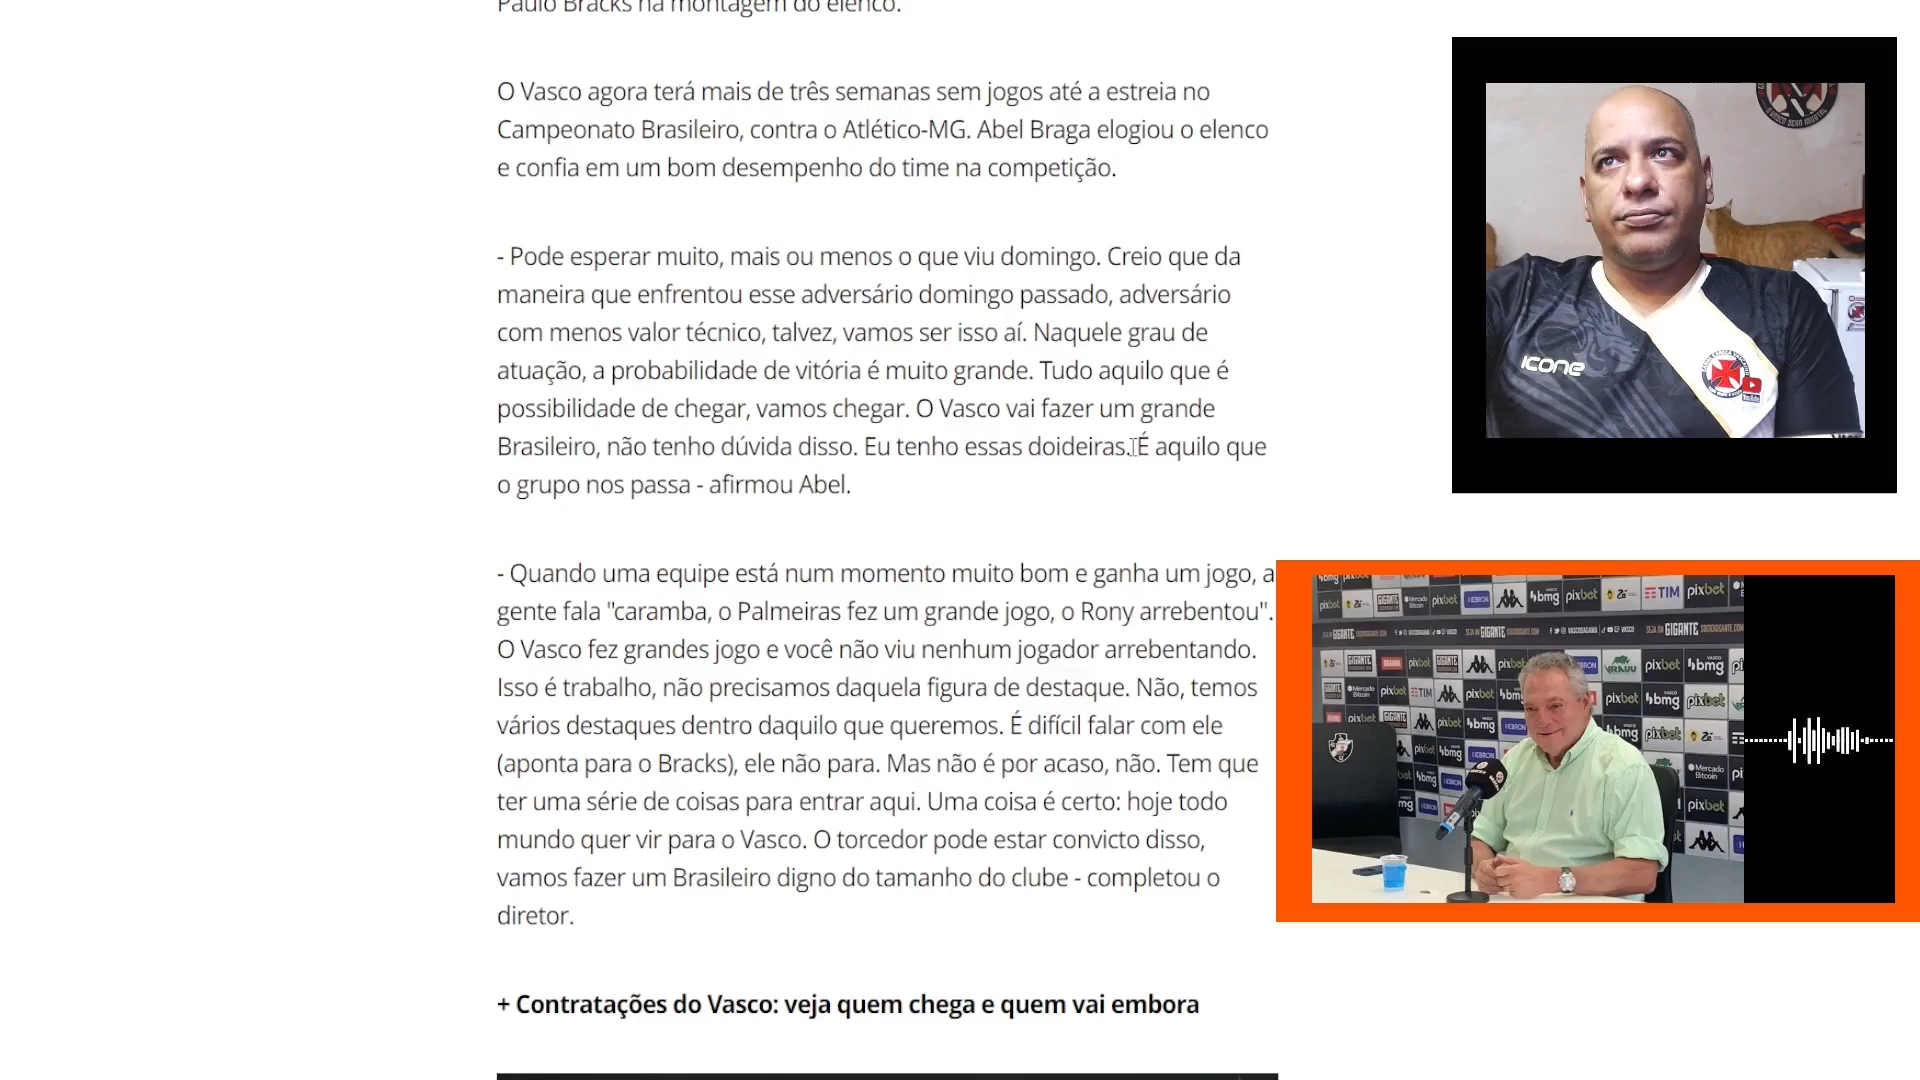 Paulo Bracks na montagem do elenco.
O Vasco agora terá mais de três semanas sem jogos até a estreia no
Campeonato Brasileiro, contra o Atlético-MG. Abel Braga elogiou o elenco
e confia em um bom desempenho do time na competição.
- Pode esperar muito, mais ou menos o que viu domingo. Creio que da
maneira que enfrentou esse adversário domingo passado, adversário
com menos valor técnico, talvez, vamos ser isso aí. Naquele grau de
atuação, a probabilidade de vitória é muito grande. Tudo aquilo que é
possibilidade de chegar, vamos chegar. O Vasco vai fazer um grande
Brasileiro, não tenho dúvida disso. Eu tenho essas doideiras. É aquilo que
o grupo nos passa - afirmou Abel.
- Quando uma equipe está num momento muito bom e ganha um jogo, a
gente fala "caramba, o Palmeiras fez um grande jogo, o Rony arrebentou".
O Vasco fez grandes jogo e você não viu nenhum jogador arrebentando.
Isso é trabalho, não precisamos daquela figura de destaque. Não, temos
vários destaques dentro daquilo que queremos. É difícil falar com ele
(aponta para o Bracks), ele não para. Mas não é por acaso, não. Tem que
ter uma série de coisas para entrar aqui. Uma coisa é certo: hoje todo
mundo quer vir para o Vasco. O torcedor pode estar convicto disso,
vamos fazer um Brasileiro digno do tamanho do clube - completou o
diretor.
+ Contratações do Vasco: veja quem chega e quem vai embora
ICONE
YouTube
bmg pixbet TIM pixbet
GIGANTE
pixbet bmg
pixbet
Mercado Bitcoin
pixbet